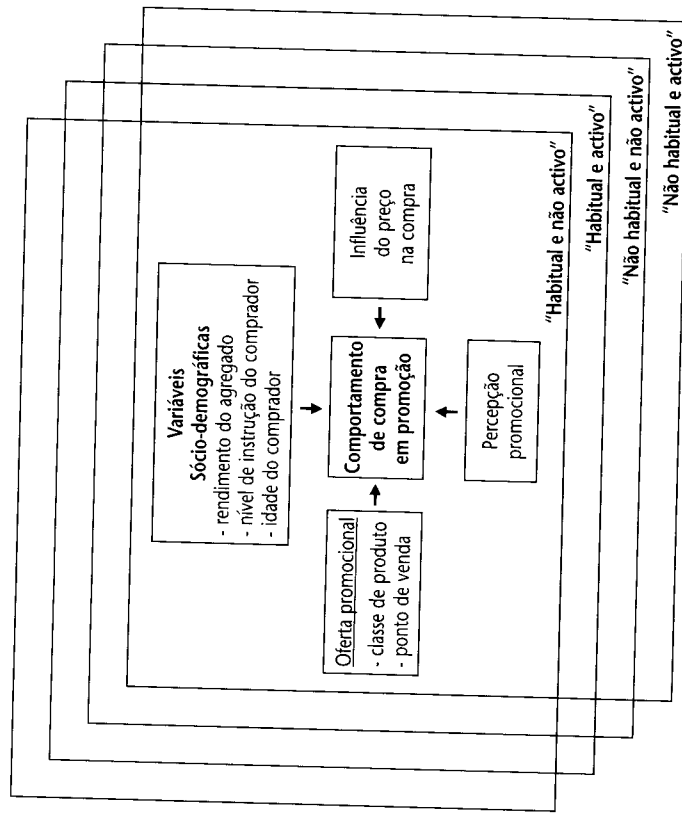 Variáveis
Sócio-demográficas
- rendimento do agregado
- nível de instrução do comprador
- idade do comprador
Oferta promocional
- classe de produto
- ponto de venda
Comportamento
de compra
em promoção
Influência
do preço
na compra
Percepção
promocional
"Habitual e não activo"
"Habitual e activo"
"Não habitual e não activo"
"Não habitual e activo"